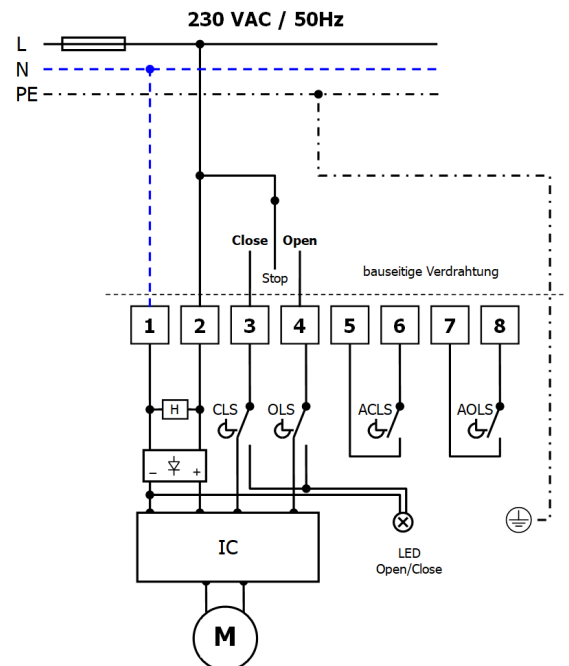 230 VAC / 50Hz
L
N
PE
Close Open
Stop
bauseitige Verdrahtung
1 2 3 4 5 6 7 8
H CLS OLS ACLS AOLS
− +
IC
LED
Open/Close
M